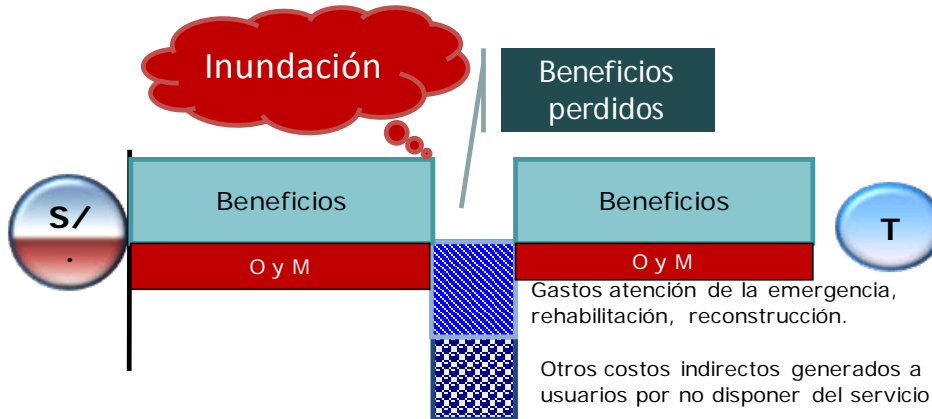 Inundación
Beneficios
perdidos
Beneficios
Beneficios
S/
.
T
O y M
O y M
Gastos atención de la emergencia,
rehabilitación, reconstrucción.
Otros costos indirectos generados a
usuarios por no disponer del servicio